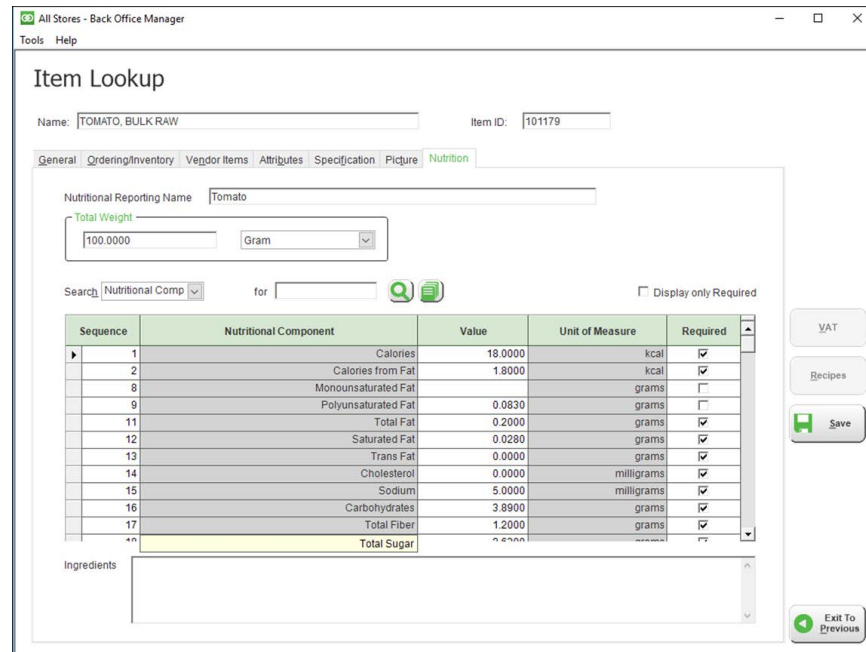 All Stores - Back Office Manager
Tools Help
Item Lookup
Name: TOMATO, BULK RAW Item ID: 101179
General Ordering/Inventory Vendor Items Attributes Specification Picture Nutrition
Nutritional Reporting Name Tomato
Total Weight
100.0000 Gram
Search Nutritional Comp for Display only Required
Sequence Nutritional Component Value Unit of Measure Required
1 Calories 18.0000 kcal
2 Calories from Fat 1.8000 kcal
8 Monounsaturated Fat grams
9 Polyunsaturated Fat 0.0830 grams
11 Total Fat 0.2000 grams
12 Saturated Fat 0.0280 grams
13 Trans Fat 0.0000 grams
14 Cholesterol 0.0000 milligrams
15 Sodium 5.0000 milligrams
16 Carbohydrates 3.8900 grams
17 Total Fiber 1.2000 grams
Total Sugar
Ingredients
VAT
Recipes
Save
Exit To
Previous